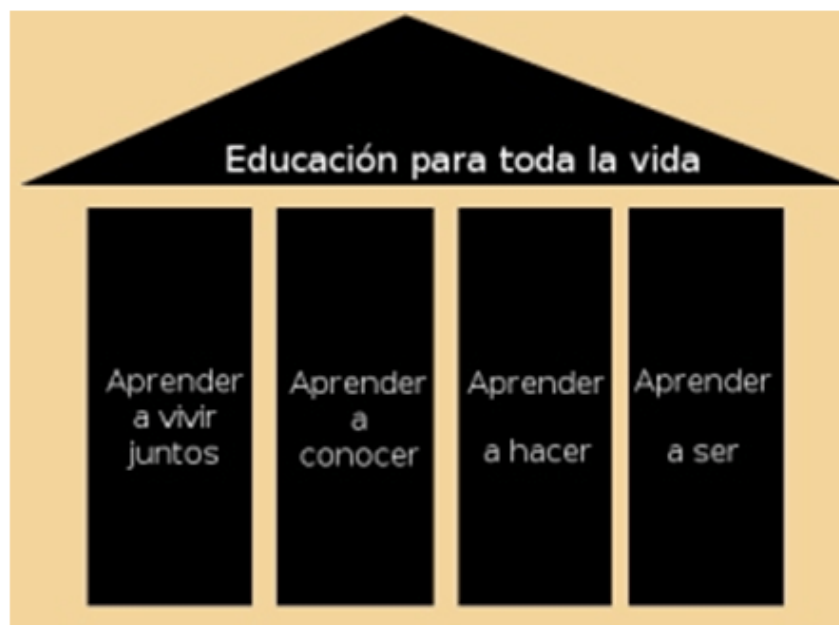 Educación para toda la vida
Aprender
a vivir
juntos
Aprender
a
conocer
Aprender
a hacer
Aprender
a ser